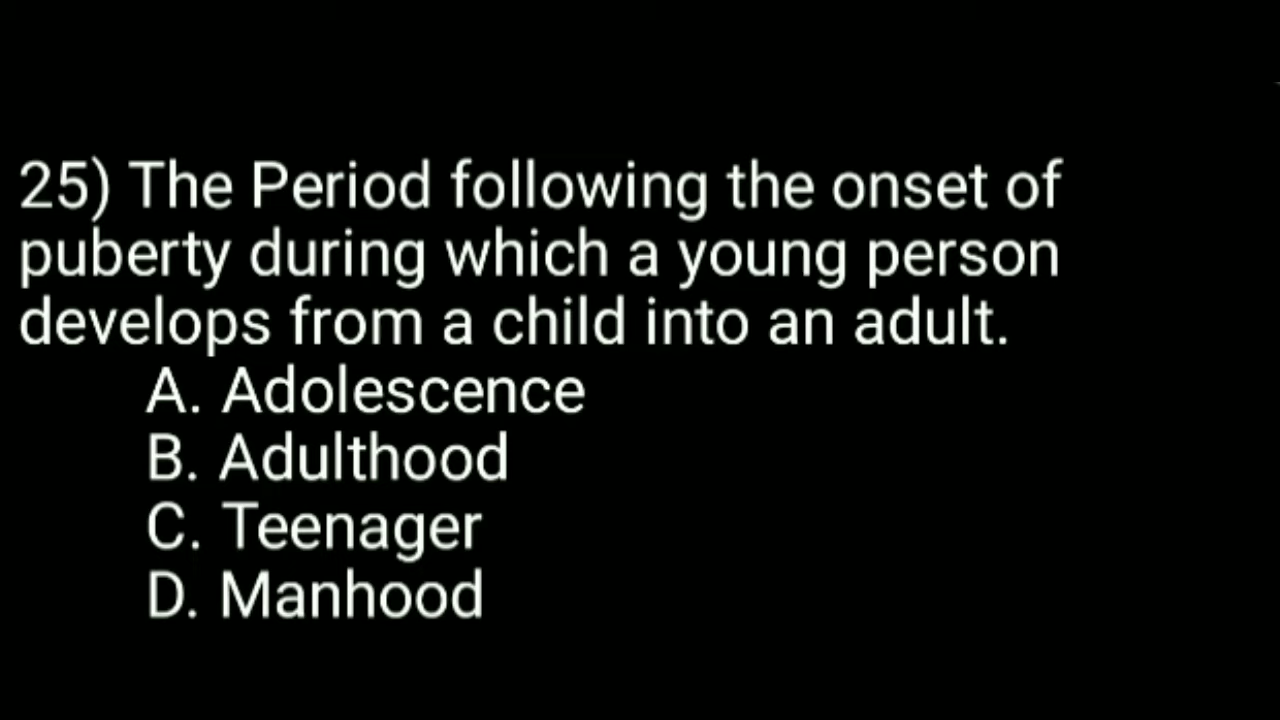 25) The Period following the onset of
puberty during which a young person
develops from a child into an adult.
A. Adolescence
B. Adulthood
C. Teenager
D. Manhood